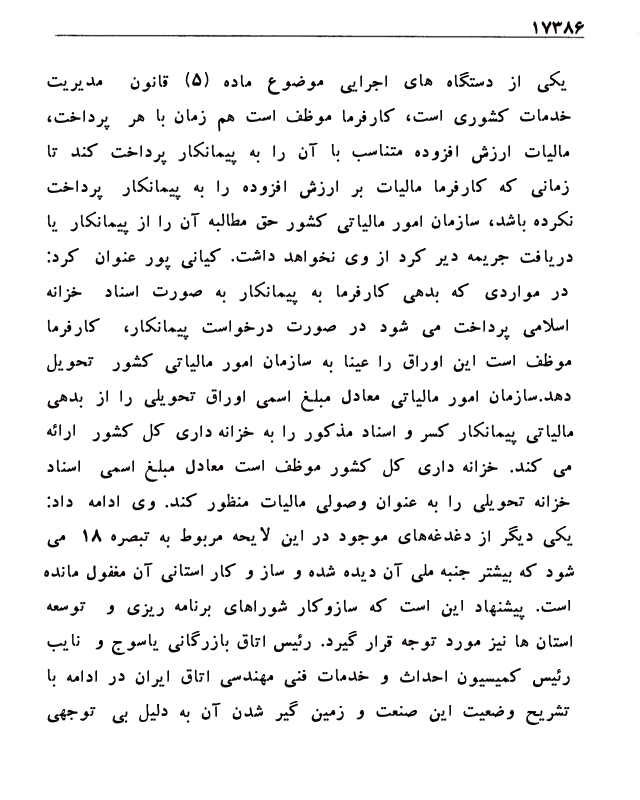 ۱۷۳۸۶
یکی از دستگاه های اجرایی موضوع ماده (۵) قانون مدیریت
خدمات کشوری است، کارفرما موظف است هم زمان با هر پرداخت،
مالیات ارزش افزوده متناسب با آن را به پیمانکار پرداخت کند تا
زمانی که کارفرما مالیات بر ارزش افزوده را به پیمانکار پرداخت
نکرده باشد، سازمان امور مالیاتی کشور حق مطالبه آن را از پیمانکار یا
دریافت جریمه دیر کرد از وی نخواهد داشت. کیانی پور عنوان کرد:
در مواردی که بدهی کارفرما به پیمانکار به صورت اسناد خزانه
اسلامی پرداخت می شود در صورت درخواست پیمانکار، کارفرما
موظف است این اوراق را عینا به سازمان امور مالیاتی کشور تحویل
دهد.سازمان امور مالیاتی معادل مبلغ اسمی اوراق تحویلی را از بدهی
مالیاتی پیمانکار کسر و اسناد مذکور را به خزانه داری کل کشور ارائه
می کند. خزانه داری کل کشور موظف است معادل مبلغ اسمی اسناد
خزانه تحویلی را به عنوان وصولی مالیات منظور کند. وی ادامه داد:
یکی دیگر از دغدغه‌های موجود در این لایحه مربوط به تبصره ۱۸ می
شود که بیشتر جنبه ملی آن دیده شده و ساز و کار استانی آن مغفول مانده
است. پیشنهاد این است که سازوکار شوراهای برنامه ریزی و توسعه
استان ها نیز مورد توجه قرار گیرد. رئیس اتاق بازرگانی یاسوج و نایب
رئیس کمیسیون احداث و خدمات فنی مهندسی اتاق ایران در ادامه با
تشریح وضعیت این صنعت و زمین گیر شدن آن به دلیل بی توجهی